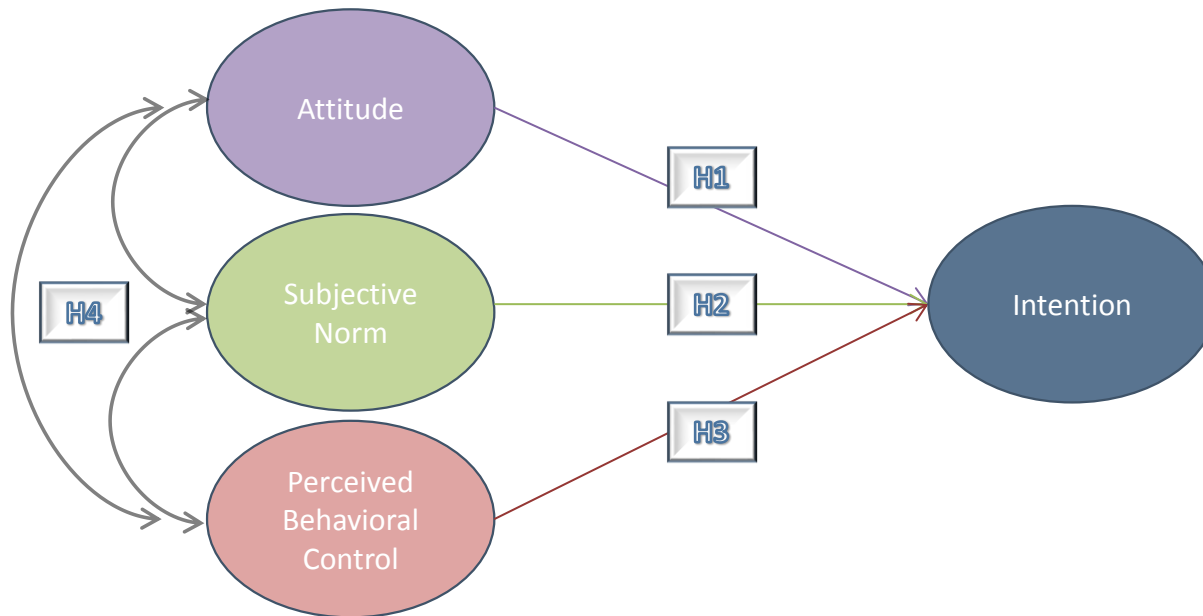 Attitude
H1
Subjective
Norm
H2
H4
Intention
H3
Perceived
Behavioral
Control